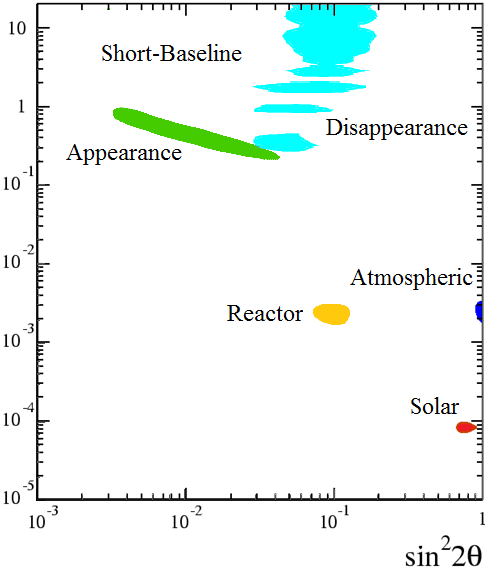 10
Short-Baseline
1
Disappearance
Appearance
10⁻¹
10⁻²
Atmospheric
Reactor
10⁻³
Solar
10⁻⁴
10⁻⁵
10⁻³ 10⁻² 10⁻¹ 1
sin²2θ